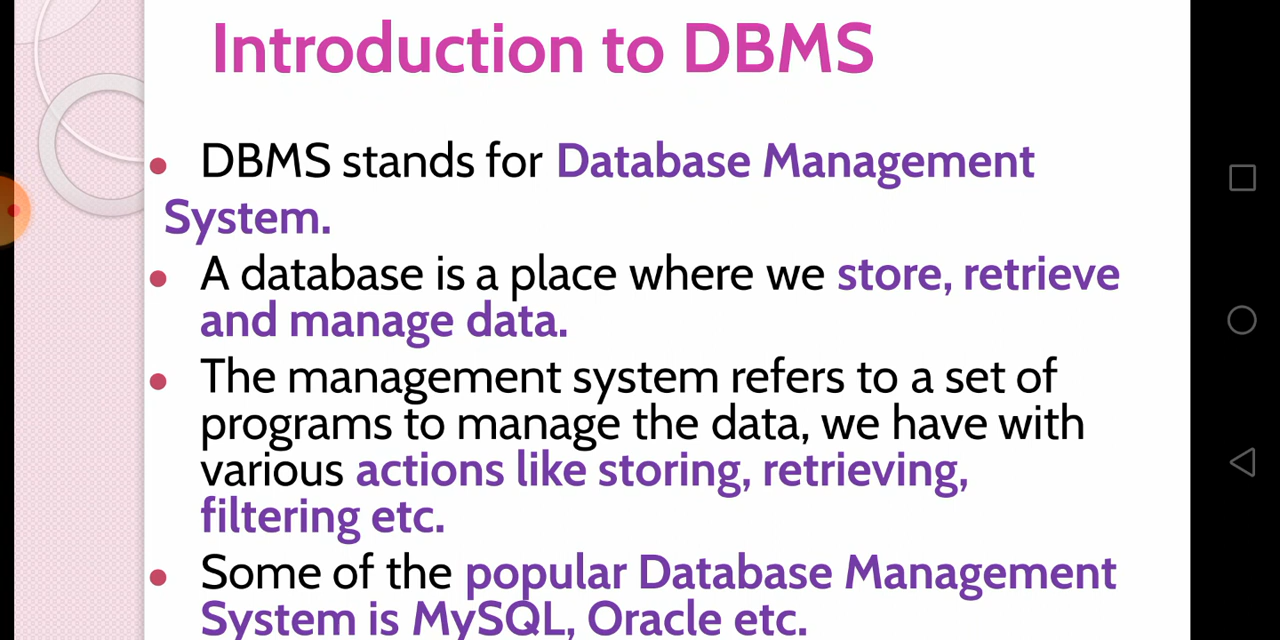 Introduction to DBMS
• DBMS stands for Database Management
System.
• A database is a place where we store, retrieve
and manage data.
• The management system refers to a set of
programs to manage the data, we have with
various actions like storing, retrieving,
filtering etc.
• Some of the popular Database Management
System is MySQL, Oracle etc.